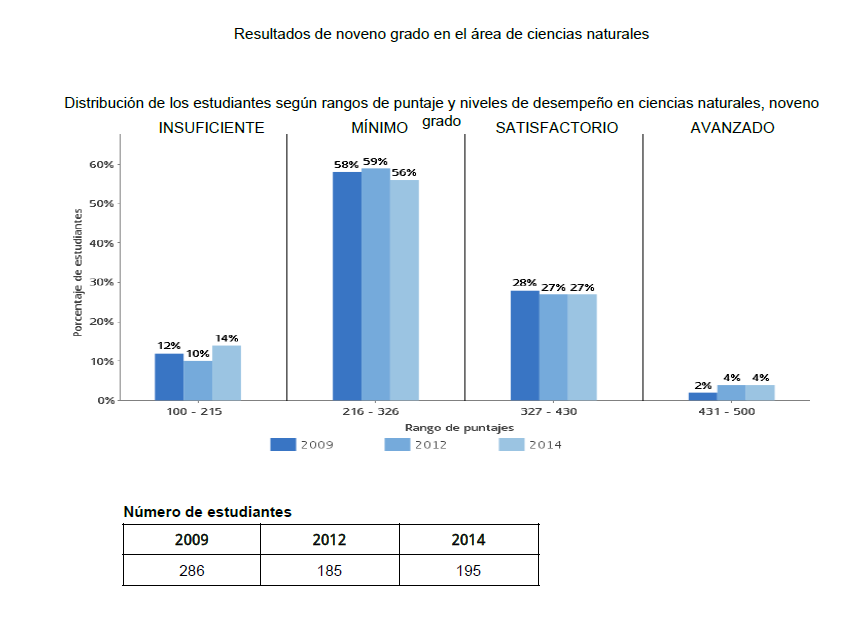 Resultados de noveno grado en el área de ciencias naturales
Distribución de los estudiantes según rangos de puntaje y niveles de desempeño en ciencias naturales, noveno
grado
INSUFICIENTE MÍNIMO SATISFACTORIO AVANZADO
Porcentaje de estudiantes
60%
50%
40%
30%
20%
10%
0%
12% 10% 14%
58% 59% 56%
28% 27% 27%
2% 4% 4%
100 - 215 216 - 326 327 - 430 431 - 500
Rango de puntajes
2009 2012 2014
Número de estudiantes
2009 2012 2014
286 185 195